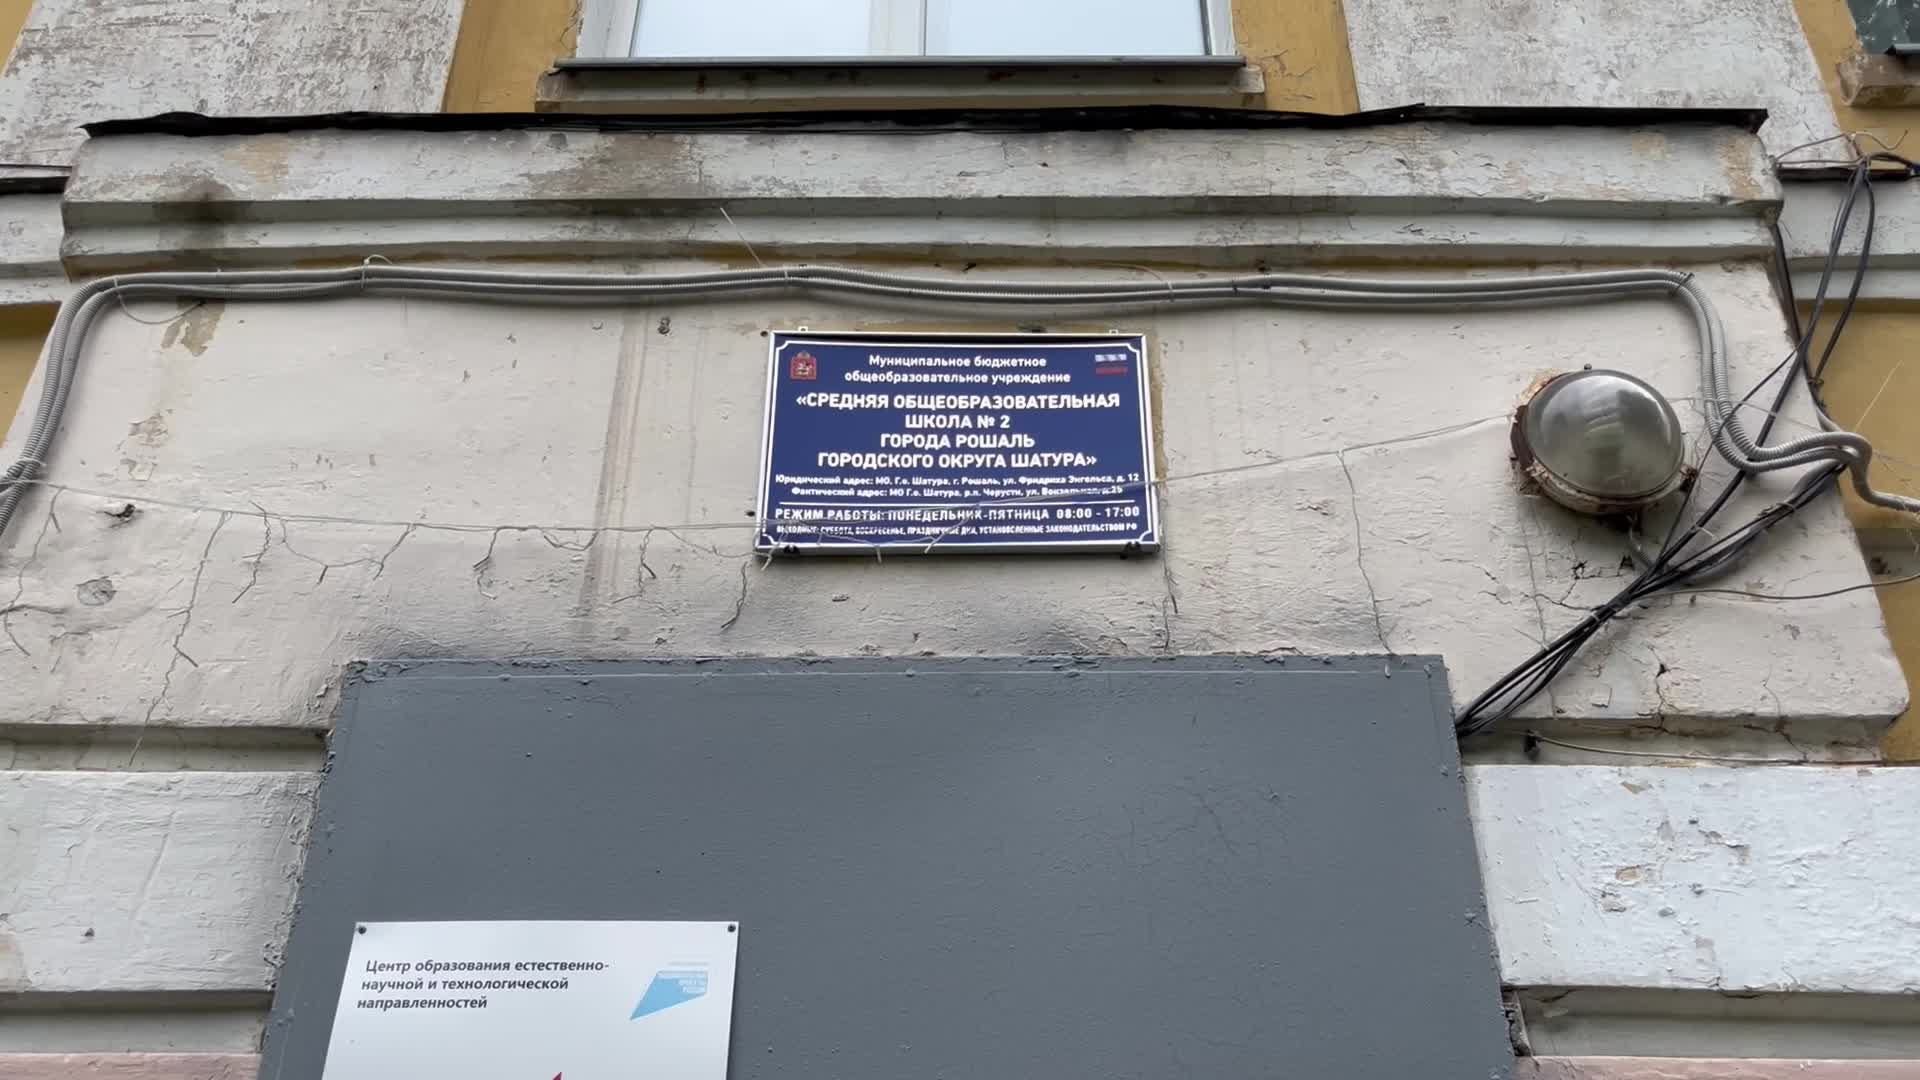 Муниципальное бюджетное
общеобразовательное учреждение
«СРЕДНЯЯ ОБЩЕОБРАЗОВАТЕЛЬНАЯ
ШКОЛА № 2
ГОРОДА РОШАЛЬ
ГОРОДСКОГО ОКРУГА ШАТУРА»
Юридический адрес: МО, Г.о. Шатура, г. Рошаль, ул. Фридриха Энгельса, д. 12
Фактический адрес: МО Г.о. Шатура, р.п. Черусти, ул. Вокзальная, д.25
РЕЖИМ РАБОТЫ: ПОНЕДЕЛЬНИК-ПЯТНИЦА 08:00 - 17:00
ВЫХОДНЫЕ: СУББОТА, ВОСКРЕСЕНЬЕ, ПРАЗДНИЧНЫЕ ДНИ, УСТАНОВЛЕННЫЕ ЗАКОНОДАТЕЛЬСТВОМ РФ
Центр образования естественно-
научной и технологической
направленностей